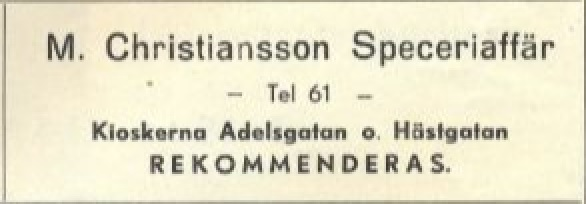 M. Christiansson Speceriaffär
– Tel 61 –
Kioskerna Adelsgatan o. Hästgatan
REKOMMENDERAS.